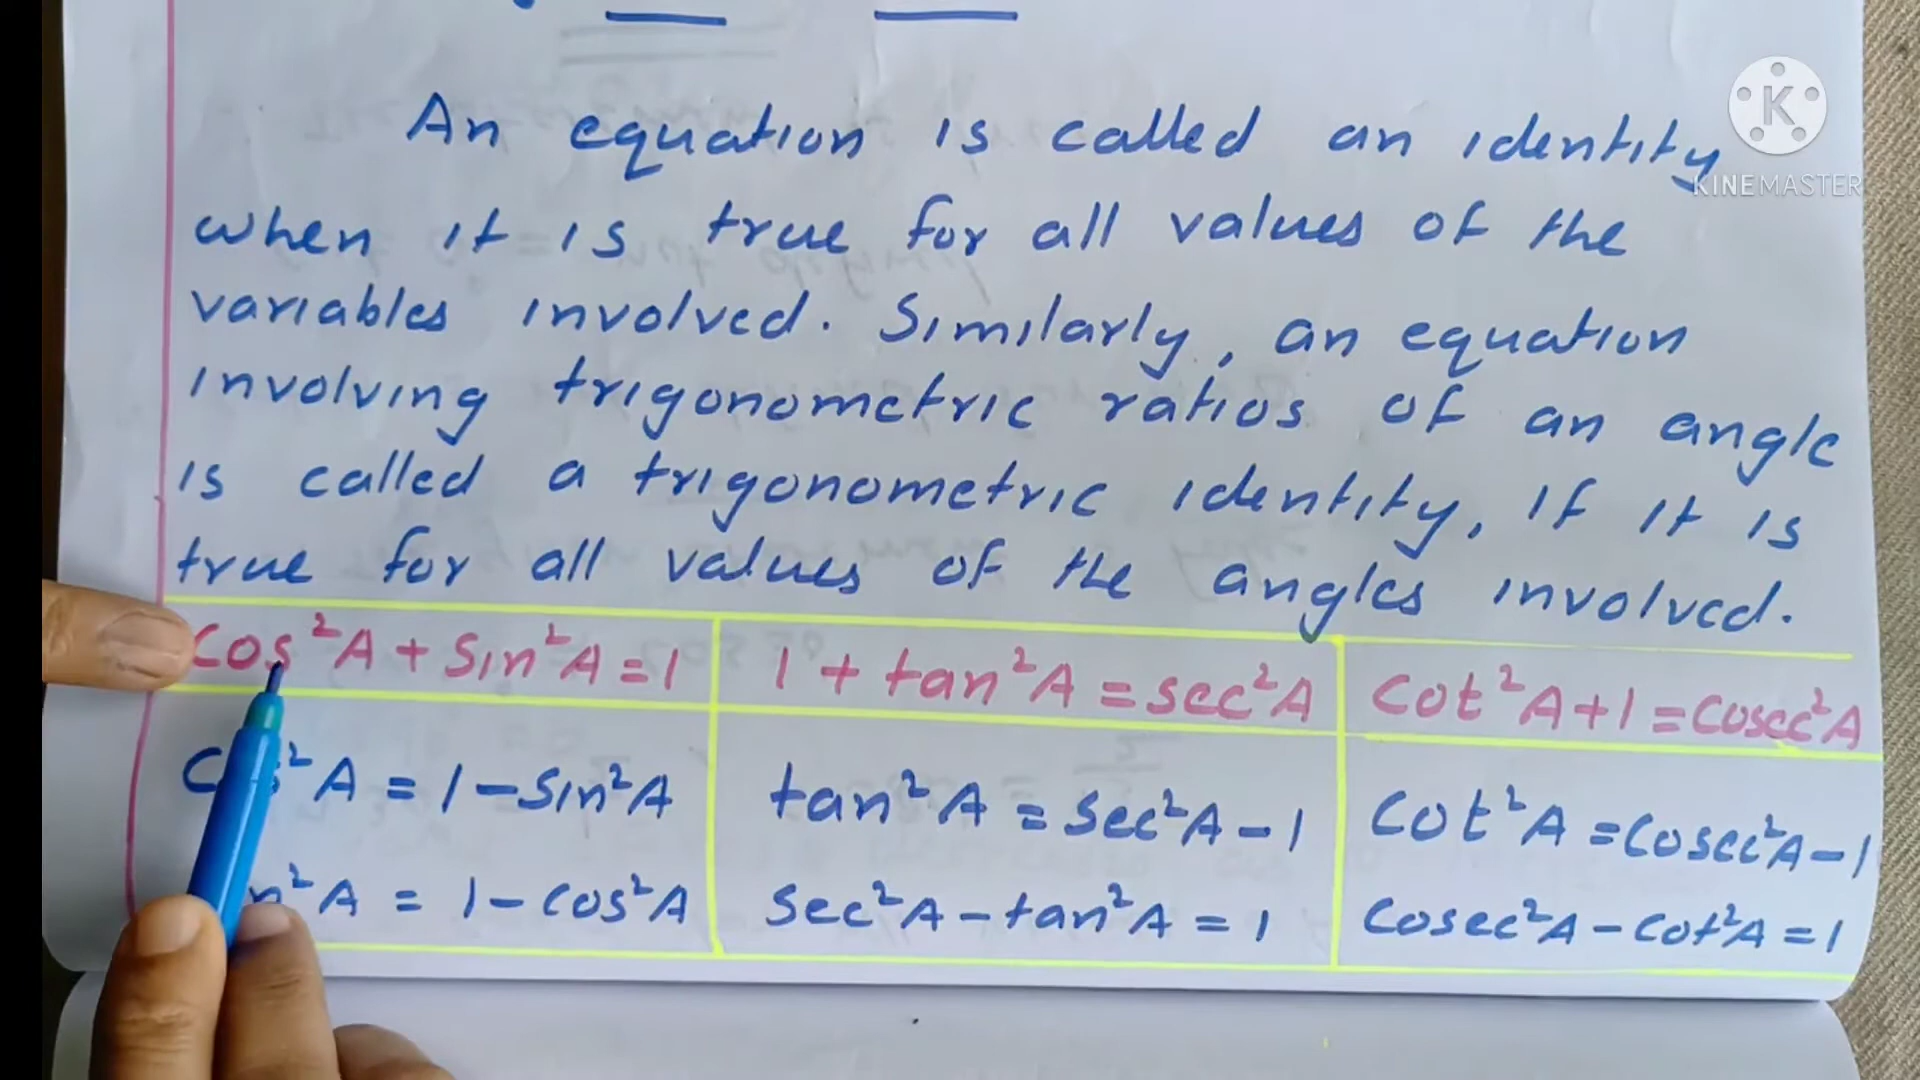 An equation is called an identity
KINEMASTER
when it is true for all values of the
variables involved. Similarly, an equation
involving trigonometric ratios of an angle
is called a trigonometric identity, if it is
true for all values of the angles involved.
Cos²A + Sin²A = 1 1 + tan²A = sec²A Cot²A + 1 = Cosec²A
A = 1 - Sin²A tan²A = Sec²A - 1 Cot²A = Cosec²A - 1
A = 1 - Cos²A Sec²A - tan²A = 1 Cosec²A - Cot²A = 1